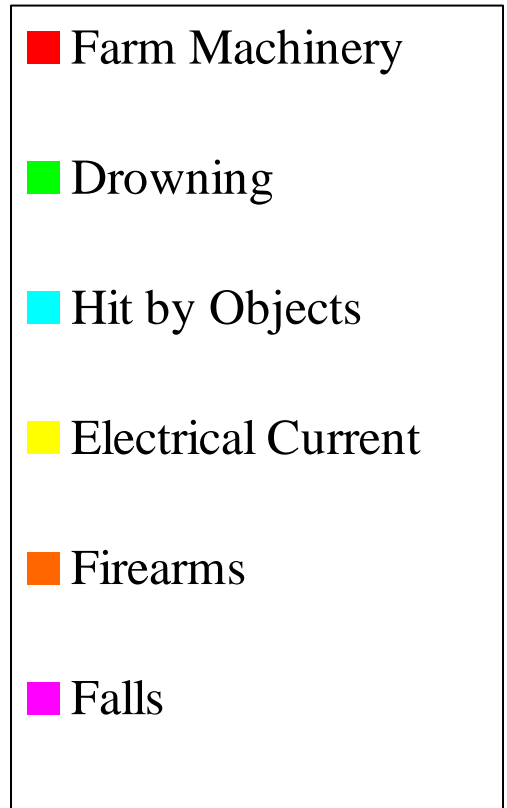 Farm Machinery
Drowning
Hit by Objects
Electrical Current
Firearms
Falls